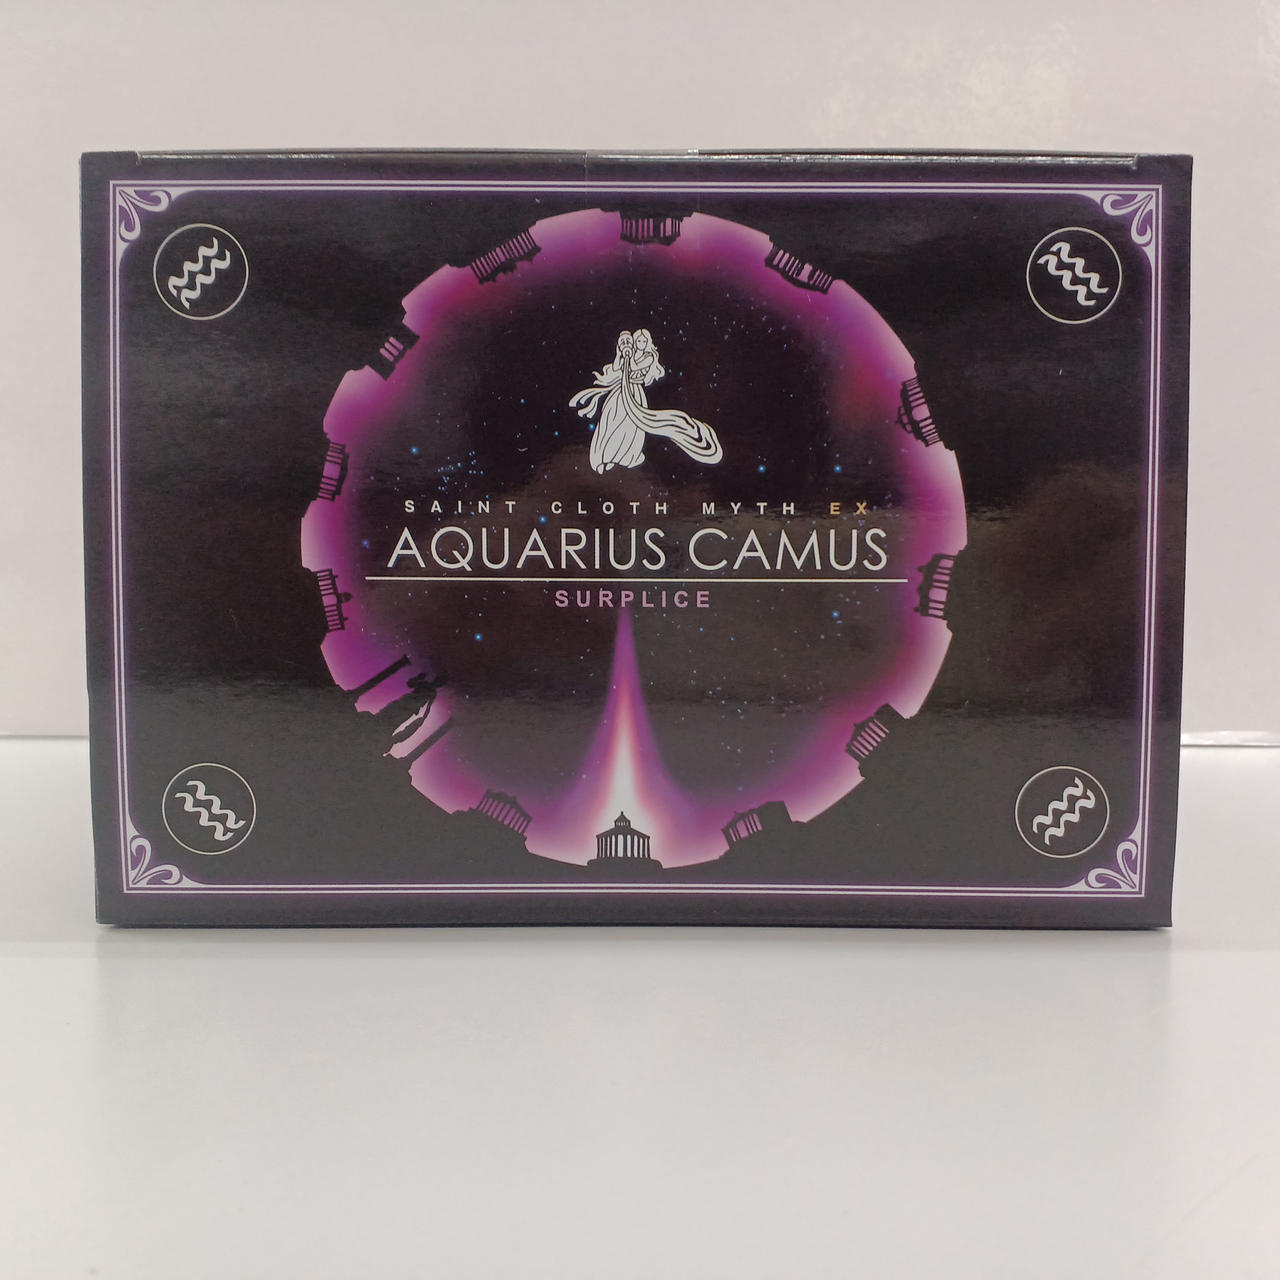 SAINT CLOTH MYTH EX
AQUARIUS CAMUS
SURPLICE